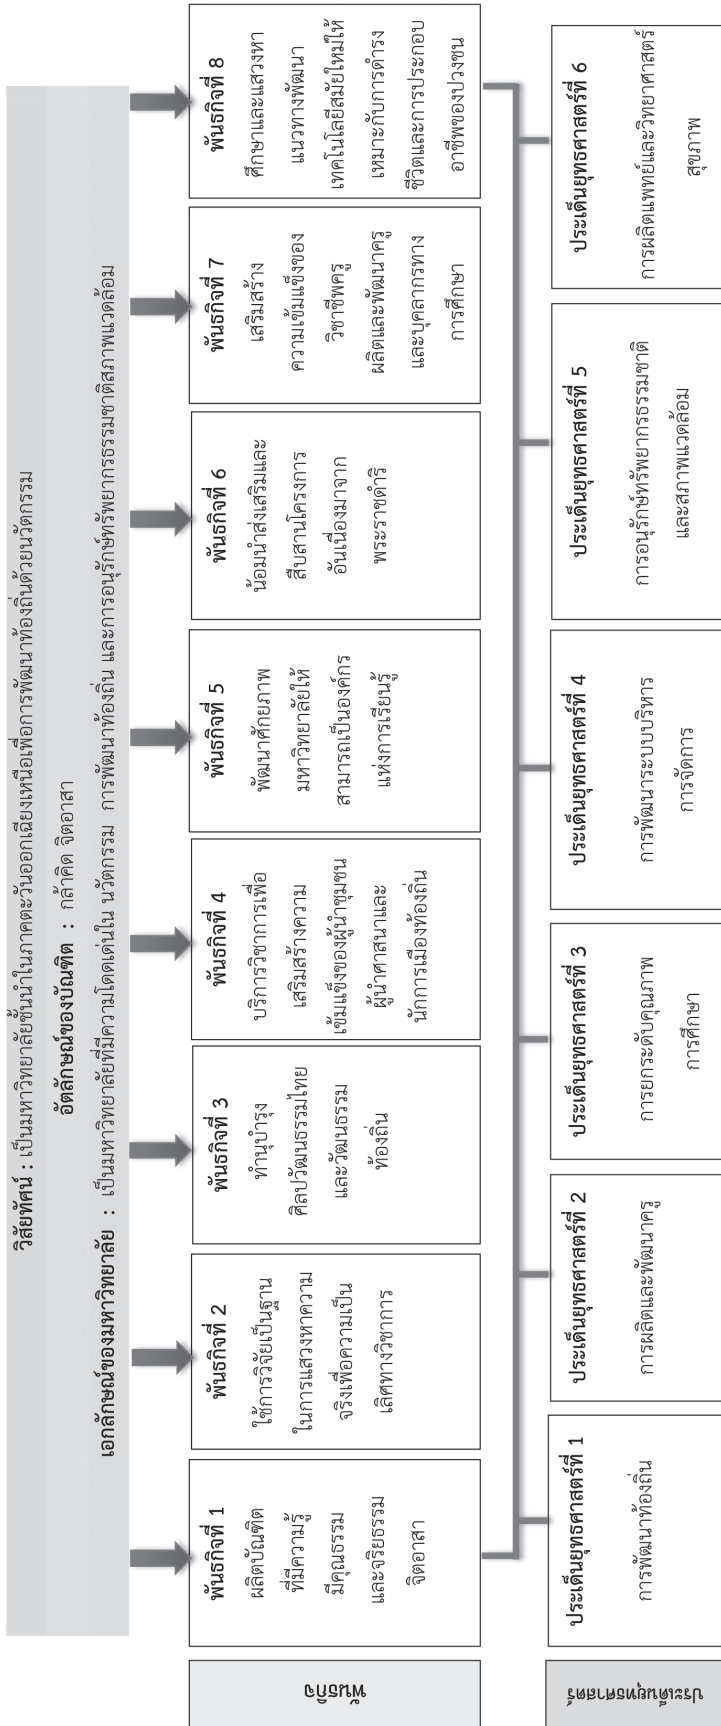 วิสัยทัศน์ : เป็นมหาวิทยาลัยชั้นนำในภาคตะวันออกเฉียงเหนือเพื่อการพัฒนาท้องถิ่นด้วยนวัตกรรม
อัตลักษณ์ของบัณฑิต : กล้าคิด จิตอาสา
เอกลักษณ์ของมหาวิทยาลัย : เป็นมหาวิทยาลัยที่มีความโดดเด่นใน นวัตกรรม การพัฒนาท้องถิ่น และการอนุรักษ์ทรัพยากรธรรมชาติสภาพแวดล้อม
พันธกิจ
พันธกิจที่ 1
ผลิตบัณฑิต
ที่มีความรู้
มีคุณธรรม
และจริยธรรม
จิตอาสา
พันธกิจที่ 2
ใช้การวิจัยเป็นฐาน
ในการแสวงหาความ
จริงเพื่อความเป็น
เลิศทางวิชาการ
พันธกิจที่ 3
ทำนุบำรุง
ศิลปวัฒนธรรมไทย
และวัฒนธรรม
ท้องถิ่น
พันธกิจที่ 4
บริการวิชาการเพื่อ
เสริมสร้างความ
เข้มแข็งของผู้นำชุมชน
ผู้นำศาสนาและ
นักการเมืองท้องถิ่น
พันธกิจที่ 5
พัฒนาศักยภาพ
มหาวิทยาลัยให้
สามารถเป็นองค์กร
แห่งการเรียนรู้
พันธกิจที่ 6
น้อมนำส่งเสริมและ
สืบสานโครงการ
อันเนื่องมาจาก
พระราชดำริ
พันธกิจที่ 7
เสริมสร้าง
ความเข้มแข็งของ
วิชาชีพครู
ผลิตและพัฒนาครู
และบุคลากรทาง
การศึกษา
พันธกิจที่ 8
ศึกษาและแสวงหา
แนวทางพัฒนา
เทคโนโลยีสมัยใหม่ให้
เหมาะกับการดำรง
ชีวิตและการประกอบ
อาชีพของปวงชน
ประเด็นยุทธศาสตร์
ประเด็นยุทธศาสตร์ที่ 1
การพัฒนาท้องถิ่น
ประเด็นยุทธศาสตร์ที่ 2
การผลิตและพัฒนาครู
ประเด็นยุทธศาสตร์ที่ 3
การยกระดับคุณภาพ
การศึกษา
ประเด็นยุทธศาสตร์ที่ 4
การพัฒนาระบบบริหาร
การจัดการ
ประเด็นยุทธศาสตร์ที่ 5
การอนุรักษ์ทรัพยากรธรรมชาติ
และสภาพแวดล้อม
ประเด็นยุทธศาสตร์ที่ 6
การผลิตแพทย์และวิทยาศาสตร์
สุขภาพ